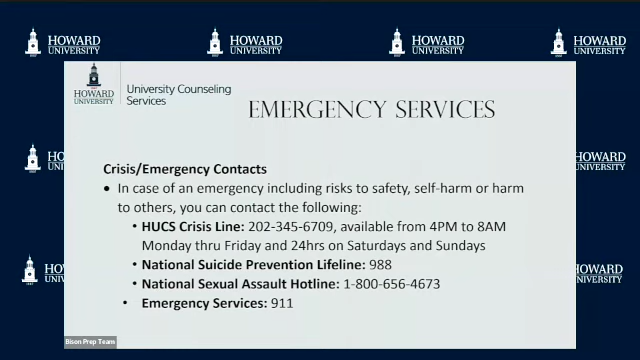 HOWARD UNIVERSITY HOWARD UNIVERSITY HOWARD UNIVERSITY HOWARD UNIVERSITY
HOWARD UNIVERSITY
University Counseling
Services
EMERGENCY SERVICES
Crisis/Emergency Contacts
• In case of an emergency including risks to safety, self-harm or harm
to others, you can contact the following:
• HUCS Crisis Line: 202-345-6709, available from 4PM to 8AM
Monday thru Friday and 24hrs on Saturdays and Sundays
• National Suicide Prevention Lifeline: 988
• National Sexual Assault Hotline: 1-800-656-4673
• Emergency Services: 911
HO HOWARD UNIVERSITY
HO HOWARD UNIVERSITY
Bison Prep Team